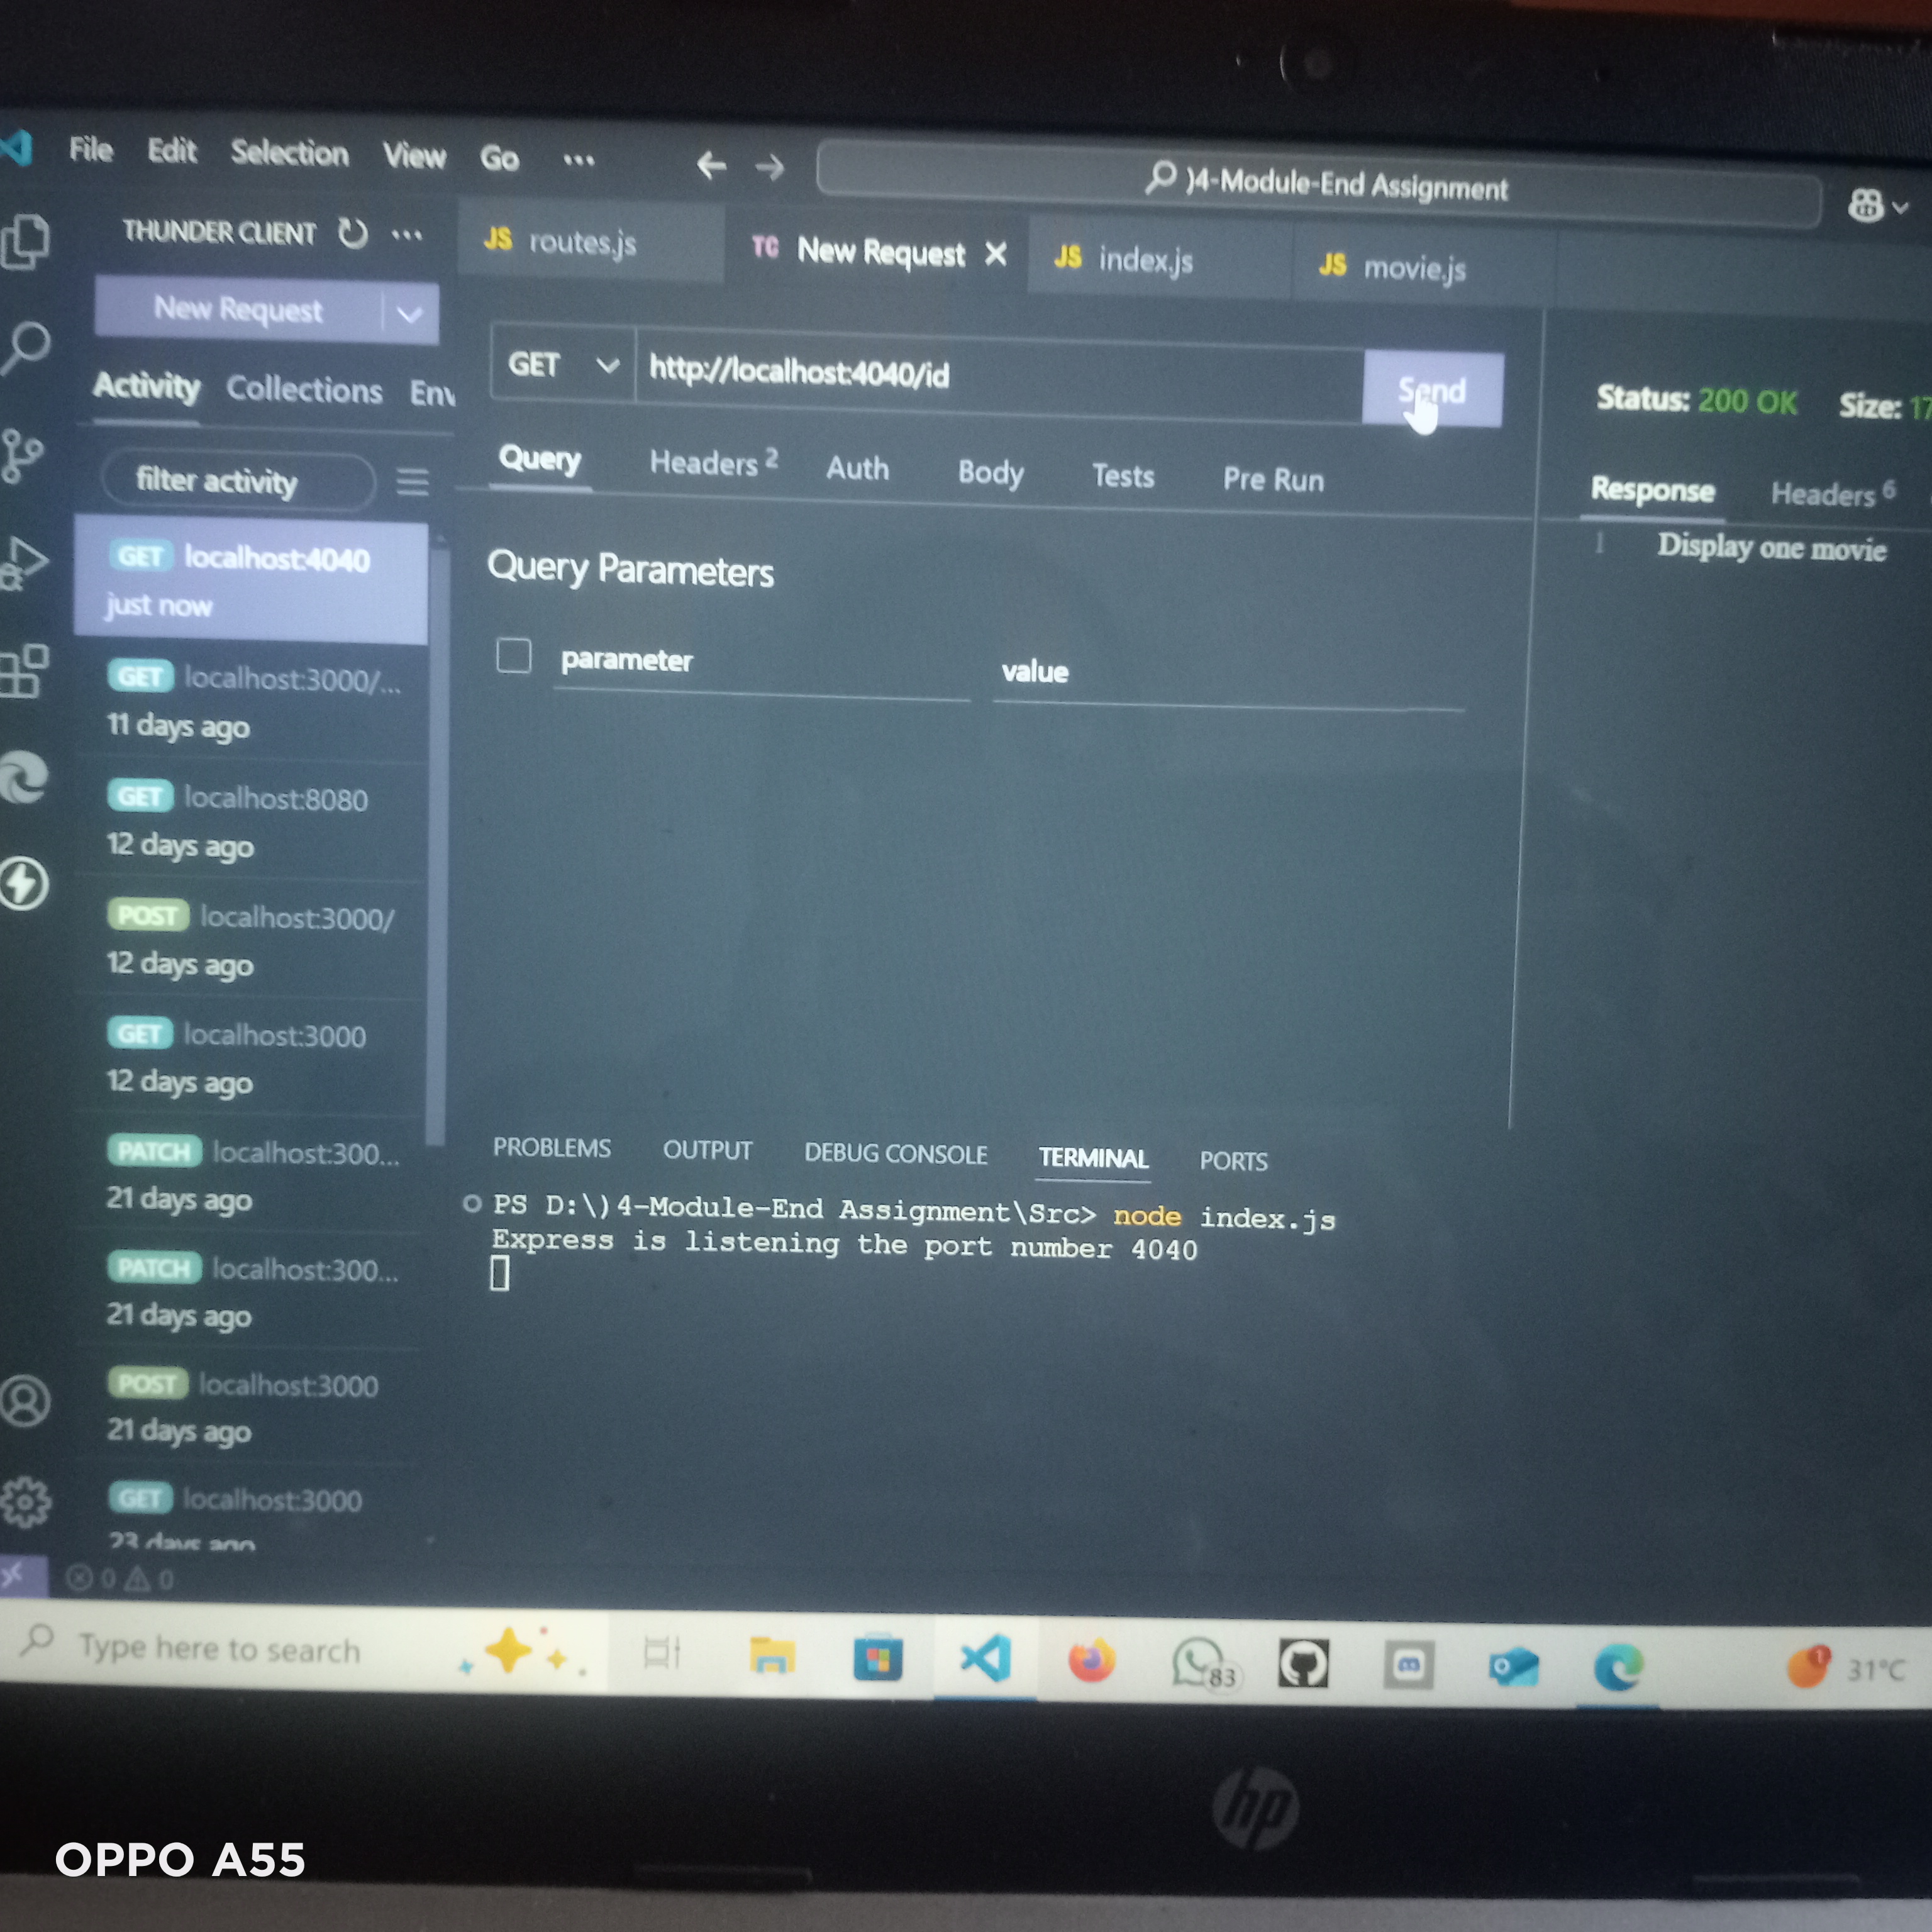 File Edit Selection View Go ...
)4-Module-End Assignment
THUNDER CLIENT ...
New Request
Activity Collections Env
filter activity
GET localhost:4040
just now
GET localhost:3000/...
11 days ago
GET localhost:8080
12 days ago
POST localhost:3000/
12 days ago
GET localhost:3000
12 days ago
PATCH localhost:300...
21 days ago
PATCH localhost:300...
21 days ago
POST localhost:3000
21 days ago
GET localhost:3000
23 days ago
0 0
JS routes.js TC New Request JS index.js JS movie.js
GET http://localhost:4040/id Send
Query Headers 2 Auth Body Tests Pre Run
Query Parameters
parameter value
Status: 200 OK Size: 17
Response Headers 6
1 Display one movie
PROBLEMS OUTPUT DEBUG CONSOLE TERMINAL PORTS
PS D:\)4-Module-End Assignment\Src> node index.js
Express is listening the port number 4040
Type here to search 83 1 31°C
hp
OPPO A55